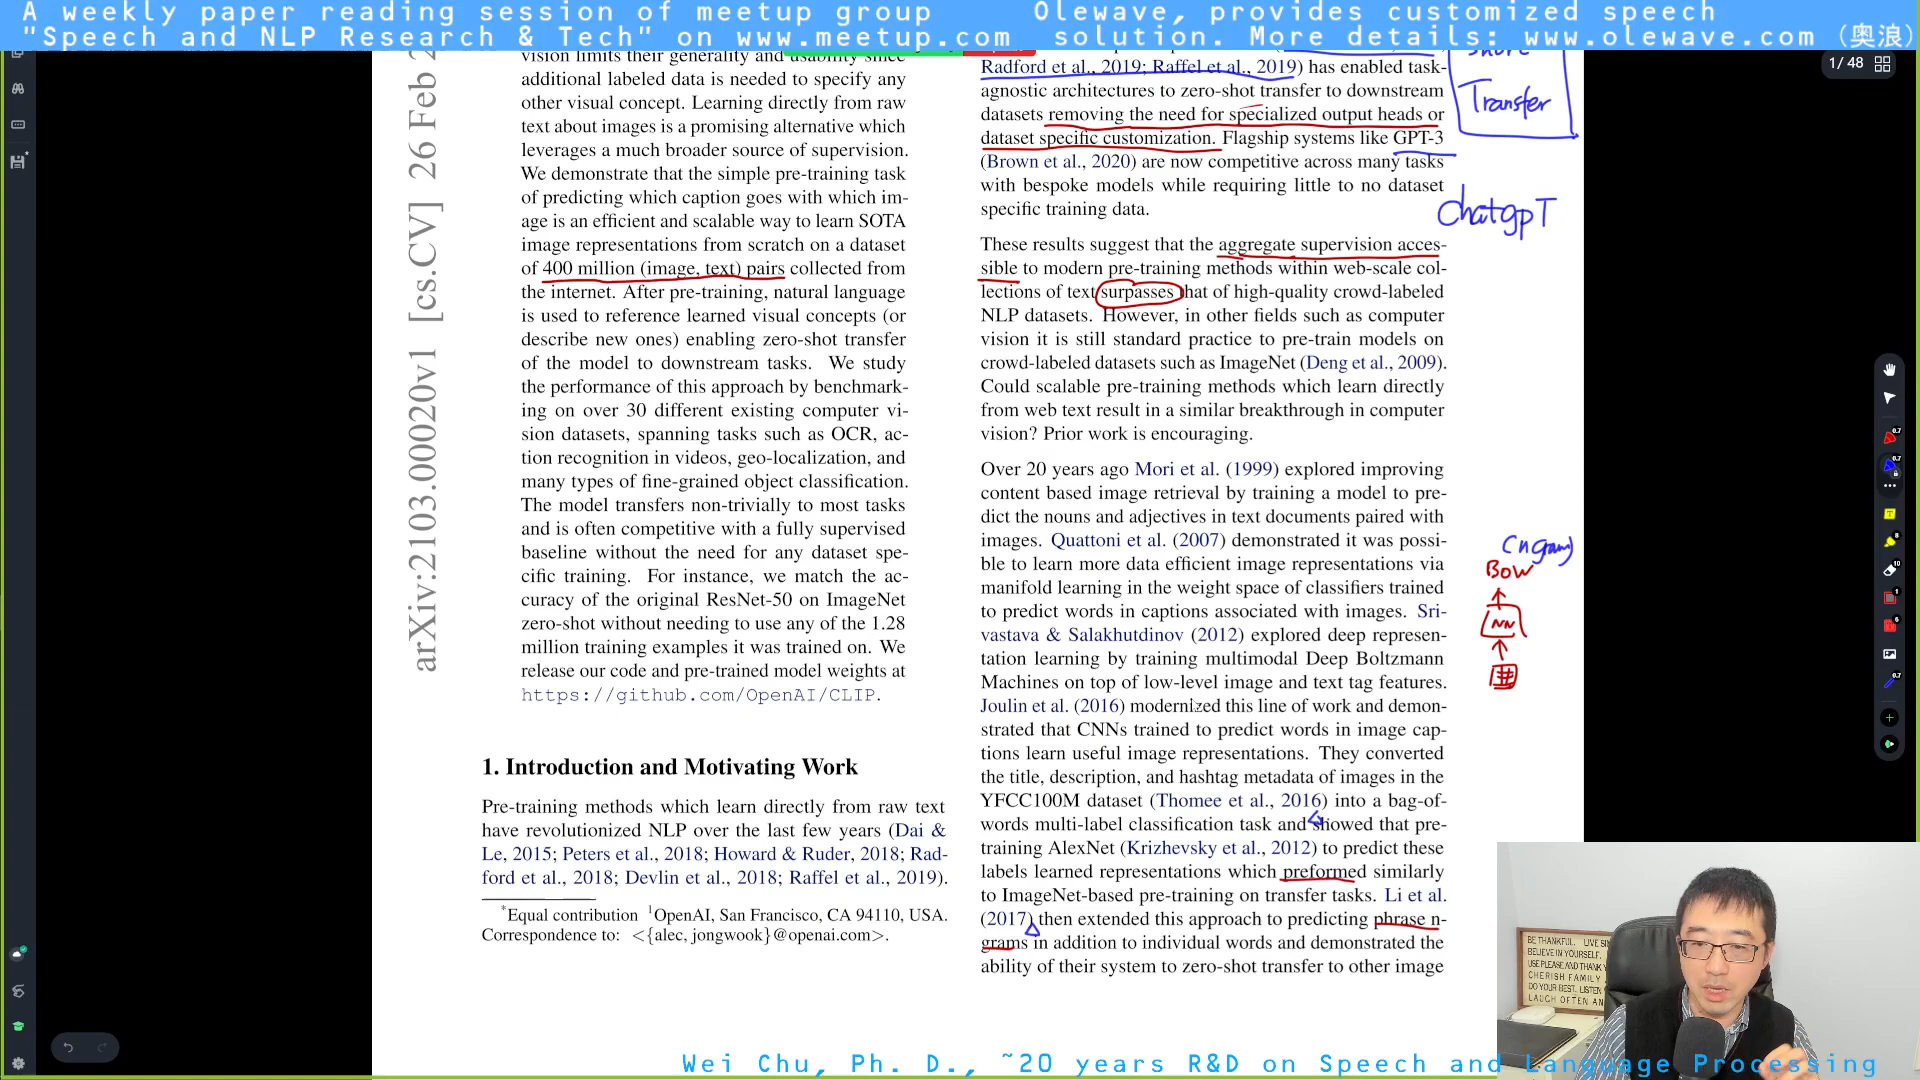 A weekly paper reading session of meetup group
"Speech and NLP Research & Tech" on www.meetup.com
Olewave, provides customized speech
solution. More details: www.olewave.com (奥浪)
1/ 48
arXiv:2103.00020v1 [cs.CV] 26 Feb 2
vision limits their generality and usability since
additional labeled data is needed to specify any
other visual concept. Learning directly from raw
text about images is a promising alternative which
leverages a much broader source of supervision.
We demonstrate that the simple pre-training task
of predicting which caption goes with which im-
age is an efficient and scalable way to learn SOTA
image representations from scratch on a dataset
of 400 million (image, text) pairs collected from
the internet. After pre-training, natural language
is used to reference learned visual concepts (or
describe new ones) enabling zero-shot transfer
of the model to downstream tasks. We study
the performance of this approach by benchmark-
ing on over 30 different existing computer vi-
sion datasets, spanning tasks such as OCR, ac-
tion recognition in videos, geo-localization, and
many types of fine-grained object classification.
The model transfers non-trivially to most tasks
and is often competitive with a fully supervised
baseline without the need for any dataset spe-
cific training. For instance, we match the ac-
curacy of the original ResNet-50 on ImageNet
zero-shot without needing to use any of the 1.28
million training examples it was trained on. We
release our code and pre-trained model weights at
https://github.com/OpenAI/CLIP.
1. Introduction and Motivating Work
Pre-training methods which learn directly from raw text
have revolutionized NLP over the last few years (Dai &
Le, 2015; Peters et al., 2018; Howard & Ruder, 2018; Rad-
ford et al., 2018; Devlin et al., 2018; Raffel et al., 2019).
*Equal contribution 1OpenAI, San Francisco, CA 94110, USA.
Correspondence to: <{alec, jongwook}@openai.com>.
Radford et al., 2019; Raffel et al., 2019) has enabled task-
agnostic architectures to zero-shot transfer to downstream
datasets removing the need for specialized output heads or
dataset specific customization. Flagship systems like GPT-3
(Brown et al., 2020) are now competitive across many tasks
with bespoke models while requiring little to no dataset
specific training data.
These results suggest that the aggregate supervision acces-
sible to modern pre-training methods within web-scale col-
lections of text surpasses that of high-quality crowd-labeled
NLP datasets. However, in other fields such as computer
vision it is still standard practice to pre-train models on
crowd-labeled datasets such as ImageNet (Deng et al., 2009).
Could scalable pre-training methods which learn directly
from web text result in a similar breakthrough in computer
vision? Prior work is encouraging.
Over 20 years ago Mori et al. (1999) explored improving
content based image retrieval by training a model to pre-
dict the nouns and adjectives in text documents paired with
images. Quattoni et al. (2007) demonstrated it was possi-
ble to learn more data efficient image representations via
manifold learning in the weight space of classifiers trained
to predict words in captions associated with images. Sri-
vastava & Salakhutdinov (2012) explored deep represen-
tation learning by training multimodal Deep Boltzmann
Machines on top of low-level image and text tag features.
Joulin et al. (2016) modernized this line of work and demon-
strated that CNNs trained to predict words in image cap-
tions learn useful image representations. They converted
the title, description, and hashtag metadata of images in the
YFCC100M dataset (Thomee et al., 2016) into a bag-of-
words multi-label classification task and showed that pre-
training AlexNet (Krizhevsky et al., 2012) to predict these
labels learned representations which preformed similarly
to ImageNet-based pre-training on transfer tasks. Li et al.
(2017) then extended this approach to predicting phrase n-
grams in addition to individual words and demonstrated the
ability of their system to zero-shot transfer to other image
Transfer
chatgpT
(ngram)
BOW
NN
BE THANKFUL.
BELIEVE IN YOURSELF.
USE PLEASE AND THANK
CHERISH FAMILY
DO YOUR BEST. LISTEN
LAUGH OFTEN
Wei Chu, Ph. D., ~20 years R&D on Speech and Language Processing